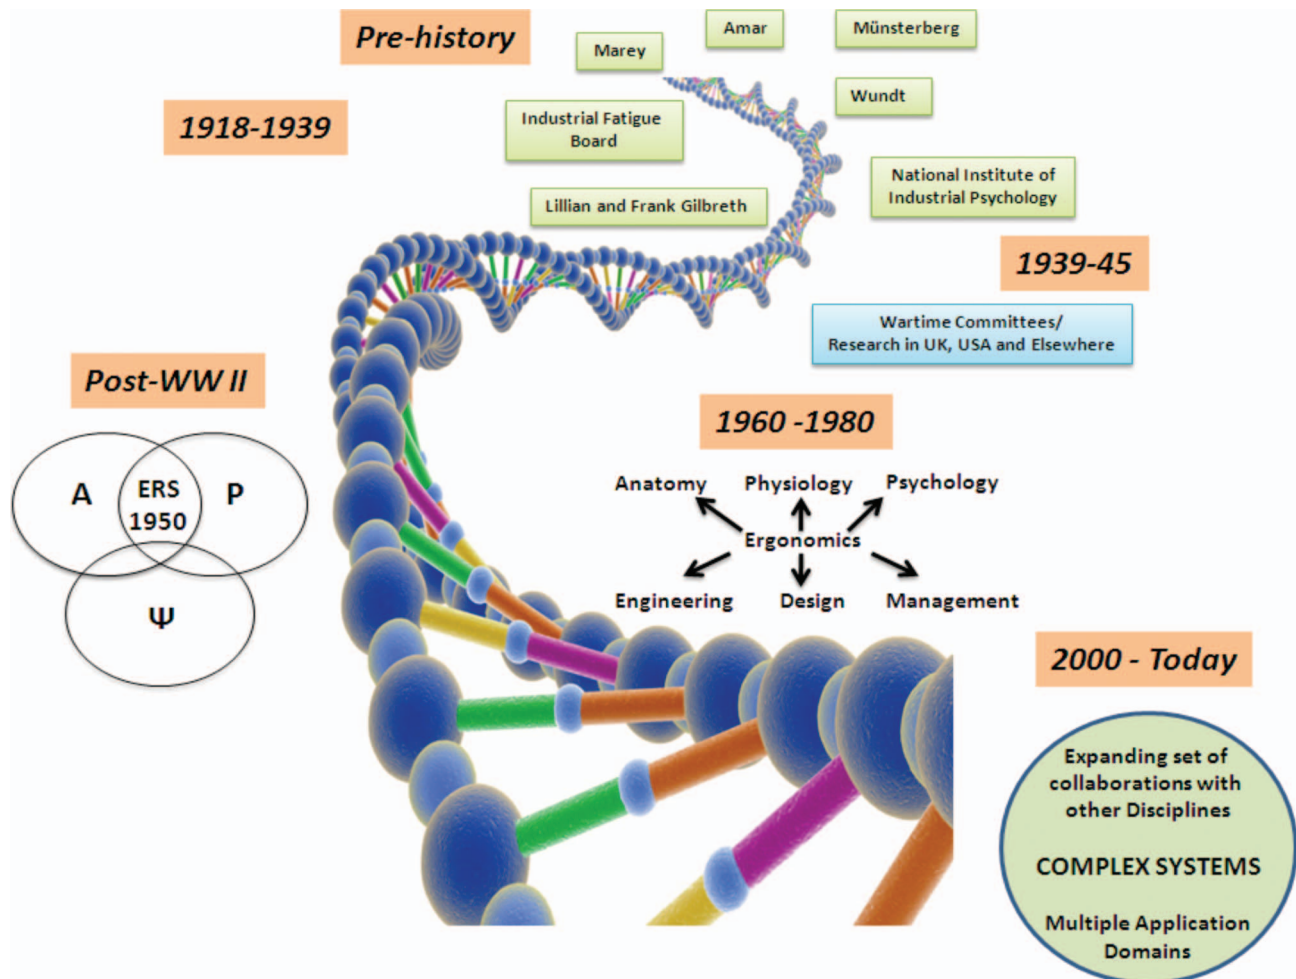 Pre-history
Amar
Münsterberg
Marey
Wundt
1918-1939
Industrial Fatigue
Board
National Institute of
Industrial Psychology
Lillian and Frank Gilbreth
1939-45
Wartime Committees/
Research in UK, USA and Elsewhere
Post-WW II
A
ERS
1950
P
Ψ
1960 -1980
Anatomy Physiology Psychology
Ergonomics
Engineering Design Management
2000 - Today
Expanding set of
collaborations with
other Disciplines
COMPLEX SYSTEMS
Multiple Application
Domains